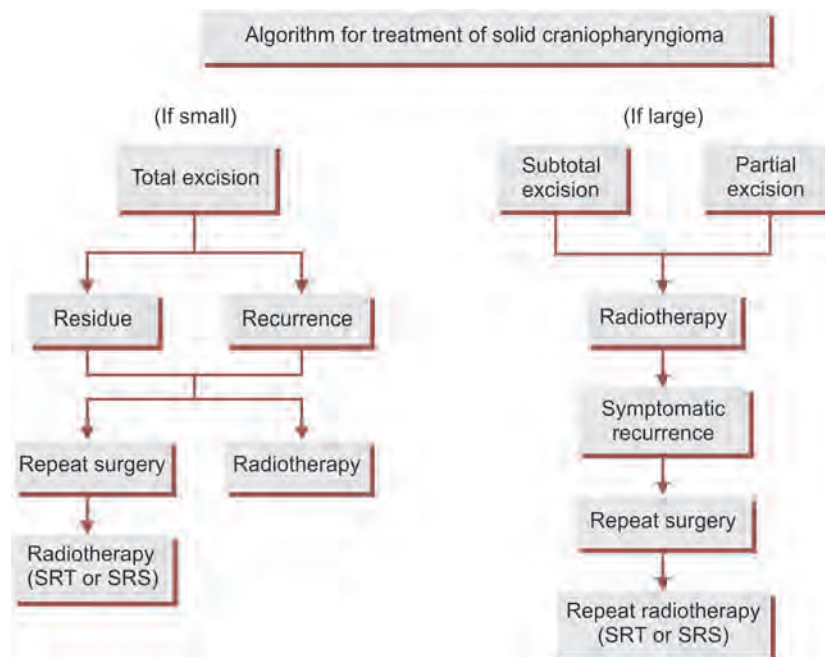 Algorithm for treatment of solid craniopharyngioma
(If small)
Total excision
Residue
Recurrence
Repeat surgery
Radiotherapy
Radiotherapy
(SRT or SRS)
(If large)
Subtotal
excision
Partial
excision
Radiotherapy
Symptomatic
recurrence
Repeat surgery
Repeat radiotherapy
(SRT or SRS)